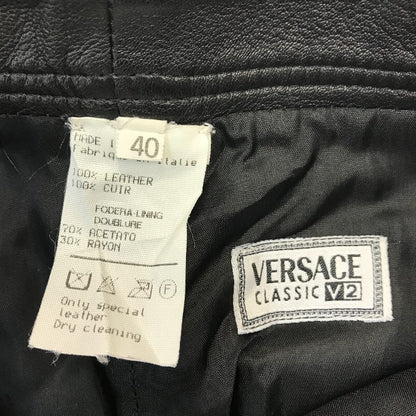 40
MADE I
Fabriqu en Italie
100% LEATHER
100% CUIR
FODERA-LINING
DOUBLURE
70% ACETATO
30% RAYON
F
Only special
leather
Dry cleaning
VERSACE
CLASSIC V2